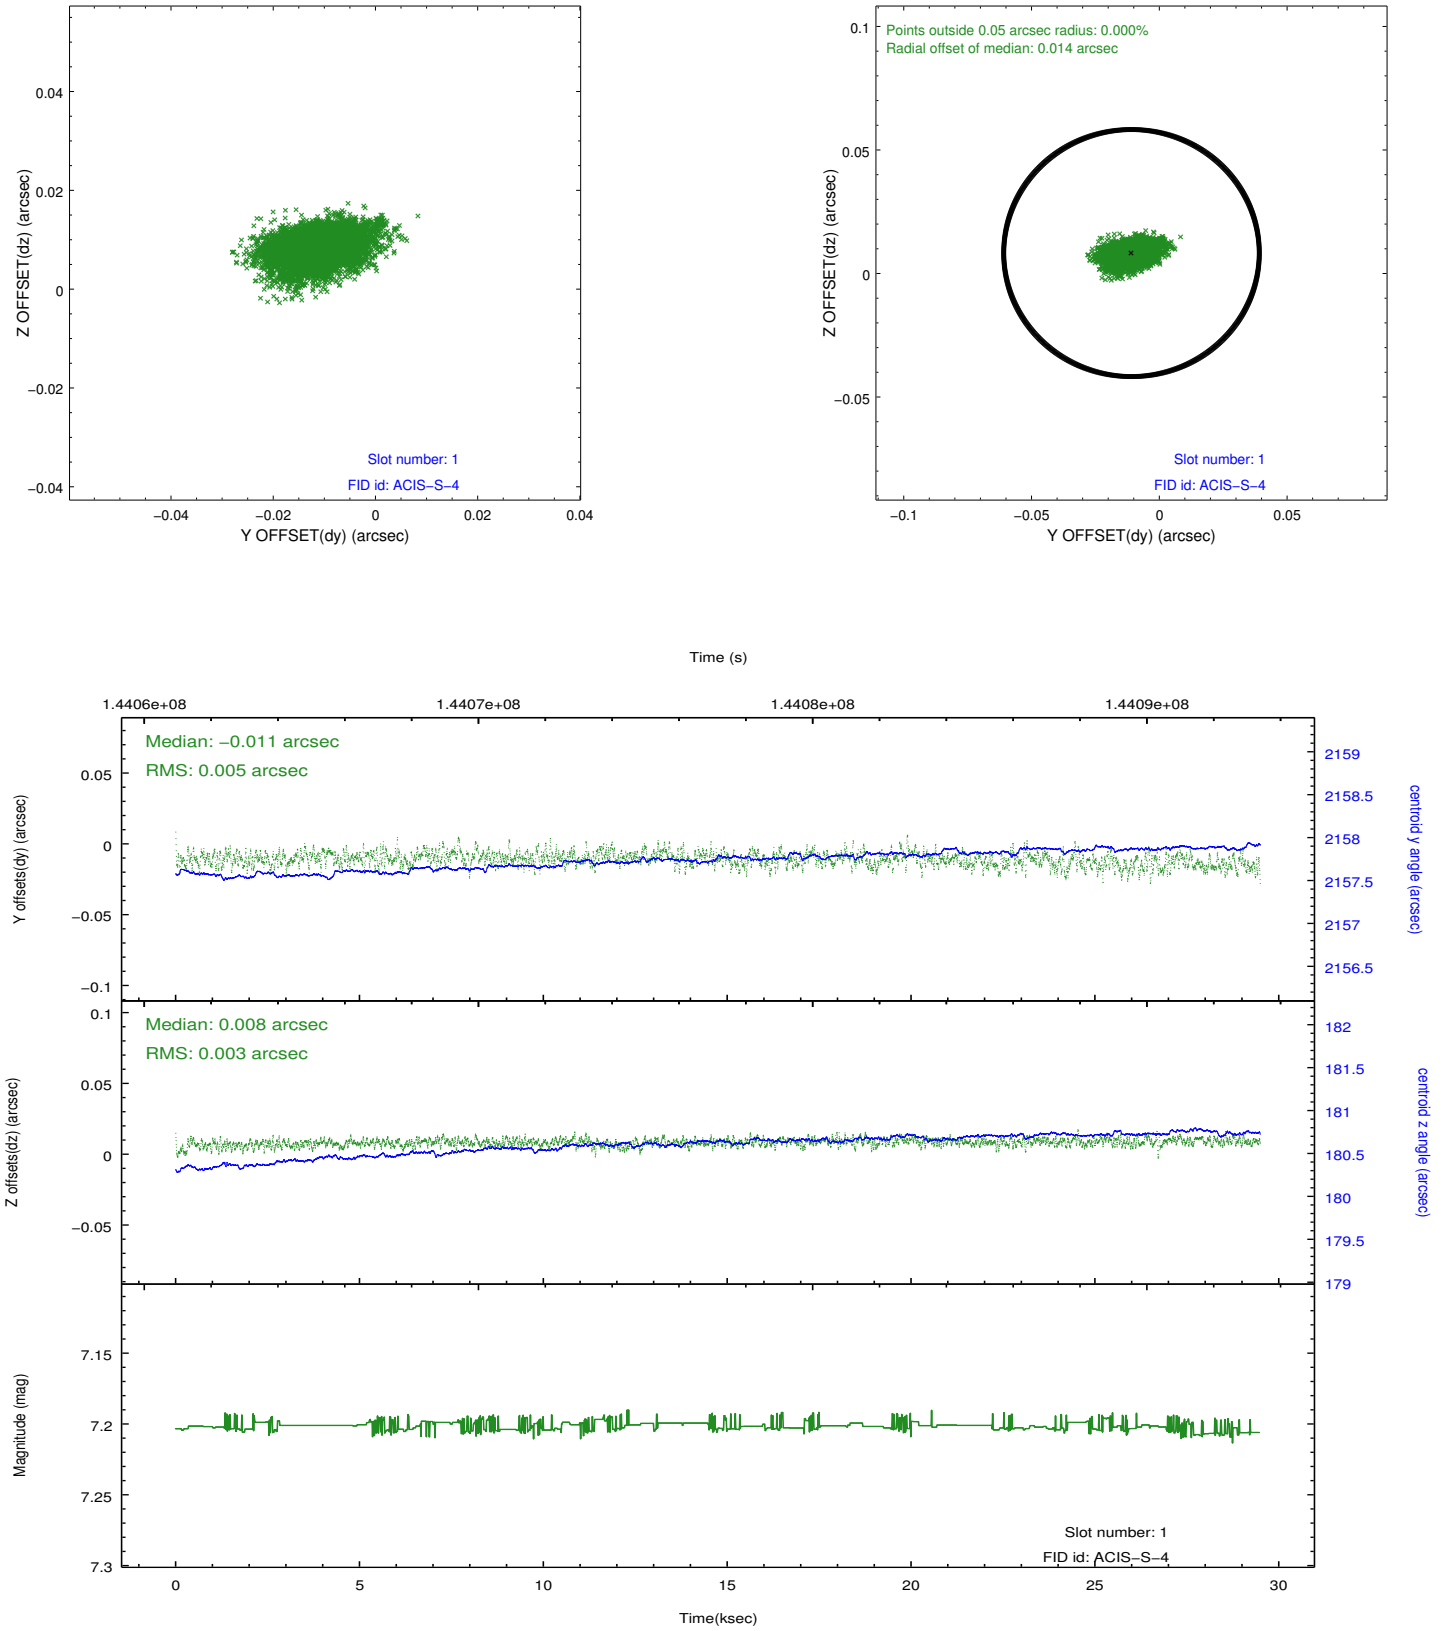 0.04
0.02
0
−0.02
−0.04
Z OFFSET(dz) (arcsec)
Slot number: 1
FID id: ACIS−S−4
−0.04
−0.02
0
0.02
0.04
Y OFFSET(dy) (arcsec)
Points outside 0.05 arcsec radius: 0.000%
Radial offset of median: 0.014 arcsec
0.1
0.05
0
−0.05
Z OFFSET(dz) (arcsec)
Slot number: 1
FID id: ACIS−S−4
−0.1
−0.05
0
0.05
Y OFFSET(dy) (arcsec)
Time (s)
1.4406e+08
1.4407e+08
1.4408e+08
1.4409e+08
Median: −0.011 arcsec
RMS: 0.005 arcsec
0.05
0
−0.05
−0.1
Y offsets(dy) (arcsec)
2159
2158.5
2158
2157.5
2157
2156.5
centroid y angle (arcsec)
Median: 0.008 arcsec
RMS: 0.003 arcsec
0.1
0.05
0
−0.05
Z offsets(dz) (arcsec)
182
181.5
181
180.5
180
179.5
179
centroid z angle (arcsec)
7.15
7.2
7.25
7.3
Magnitude (mag)
Slot number: 1
FID id: ACIS−S−4
0
5
10
15
20
25
30
Time(ksec)